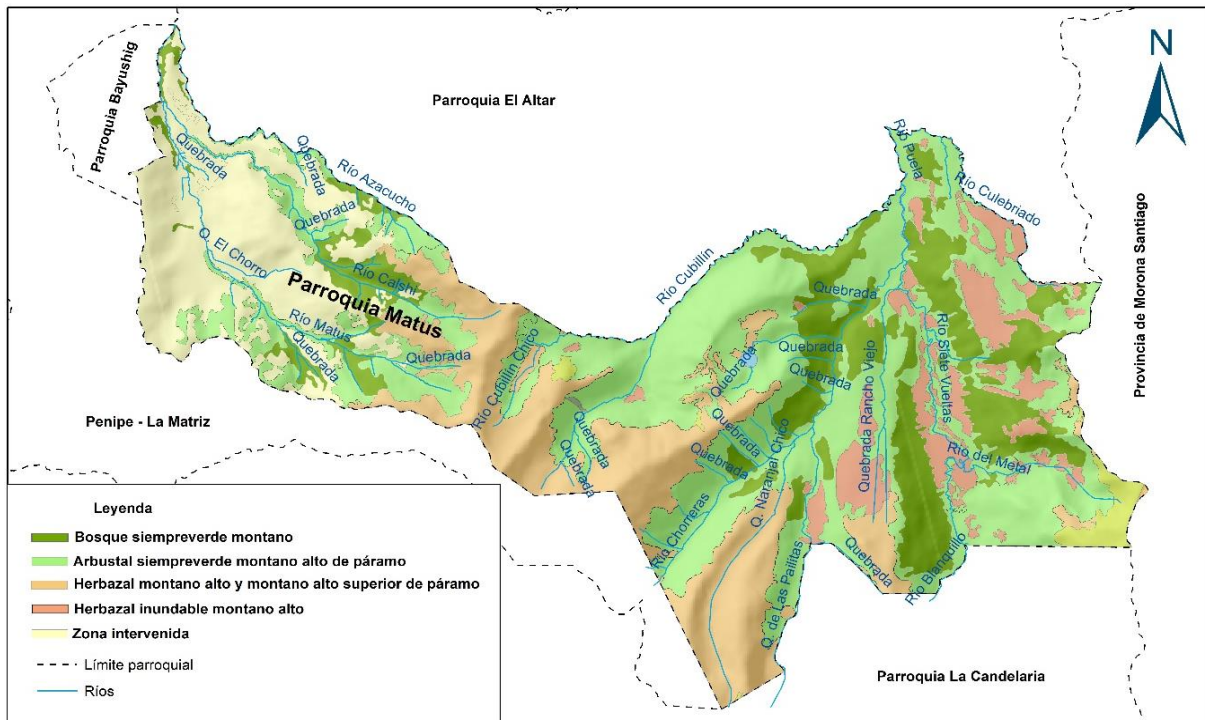 N
Parroquia El Altar
Parroquia Bayushig
Provincia de Morona Santiago
Quebrada
Quebrada
Río Azacucho
Quebrada
Q. El Chorro
Río Calshi
Parroquia Matus
Río Matus
Quebrada
Quebrada
Río Cubillin Chico
Río Cubillin
Río Puela
Río Culebriado
Quebrada
Quebrada
Quebrada
Quebrada
Quebrada Rancho Viejo
Río Siete Vueltas
Río del Metal
Quebrada
Quebrada
Quebrada
Quebrada
Q. Naranjal Chico
Río Chorreras
Q. de Las Pailitas
Quebrada
Río Blanquillo
Penipe - La Matriz
Parroquia La Candelaria
Leyenda
Bosque siempreverde montano
Arbustal siempreverde montano alto de páramo
Herbazal montano alto y montano alto superior de páramo
Herbazal inundable montano alto
Zona intervenida
Límite parroquial
Ríos